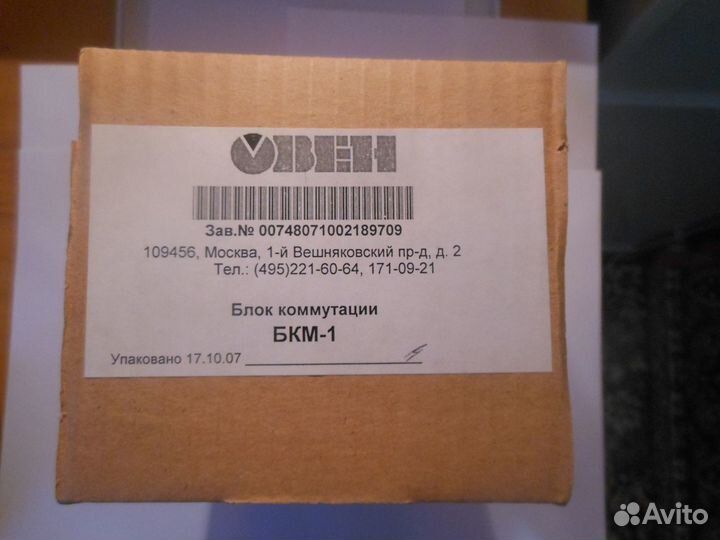 ОВЕН
Зав.№ 00748071002189709
109456, Москва, 1-й Вешняковский пр-д, д. 2
Тел.: (495)221-60-64, 171-09-21
Блок коммутации
БКМ-1
Упаковано 17.10.07
Avito